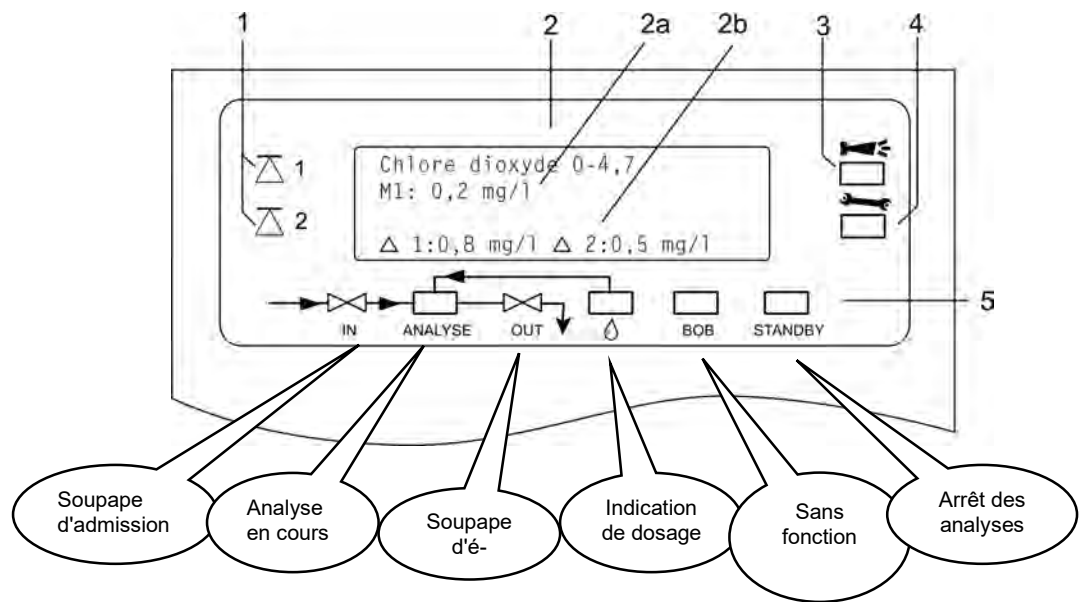 1
2
2a
2b
3
4
1
2
Chlore dioxyde 0-4,7
M1: 0,2 mg/l
△ 1:0,8 mg/l △ 2:0,5 mg/l
5
IN
ANALYSE
OUT
BOB
STANDBY
Soupape
d'admission
Analyse
en cours
Soupape
d'é-
Indication
de dosage
Sans
fonction
Arrêt des
analyses